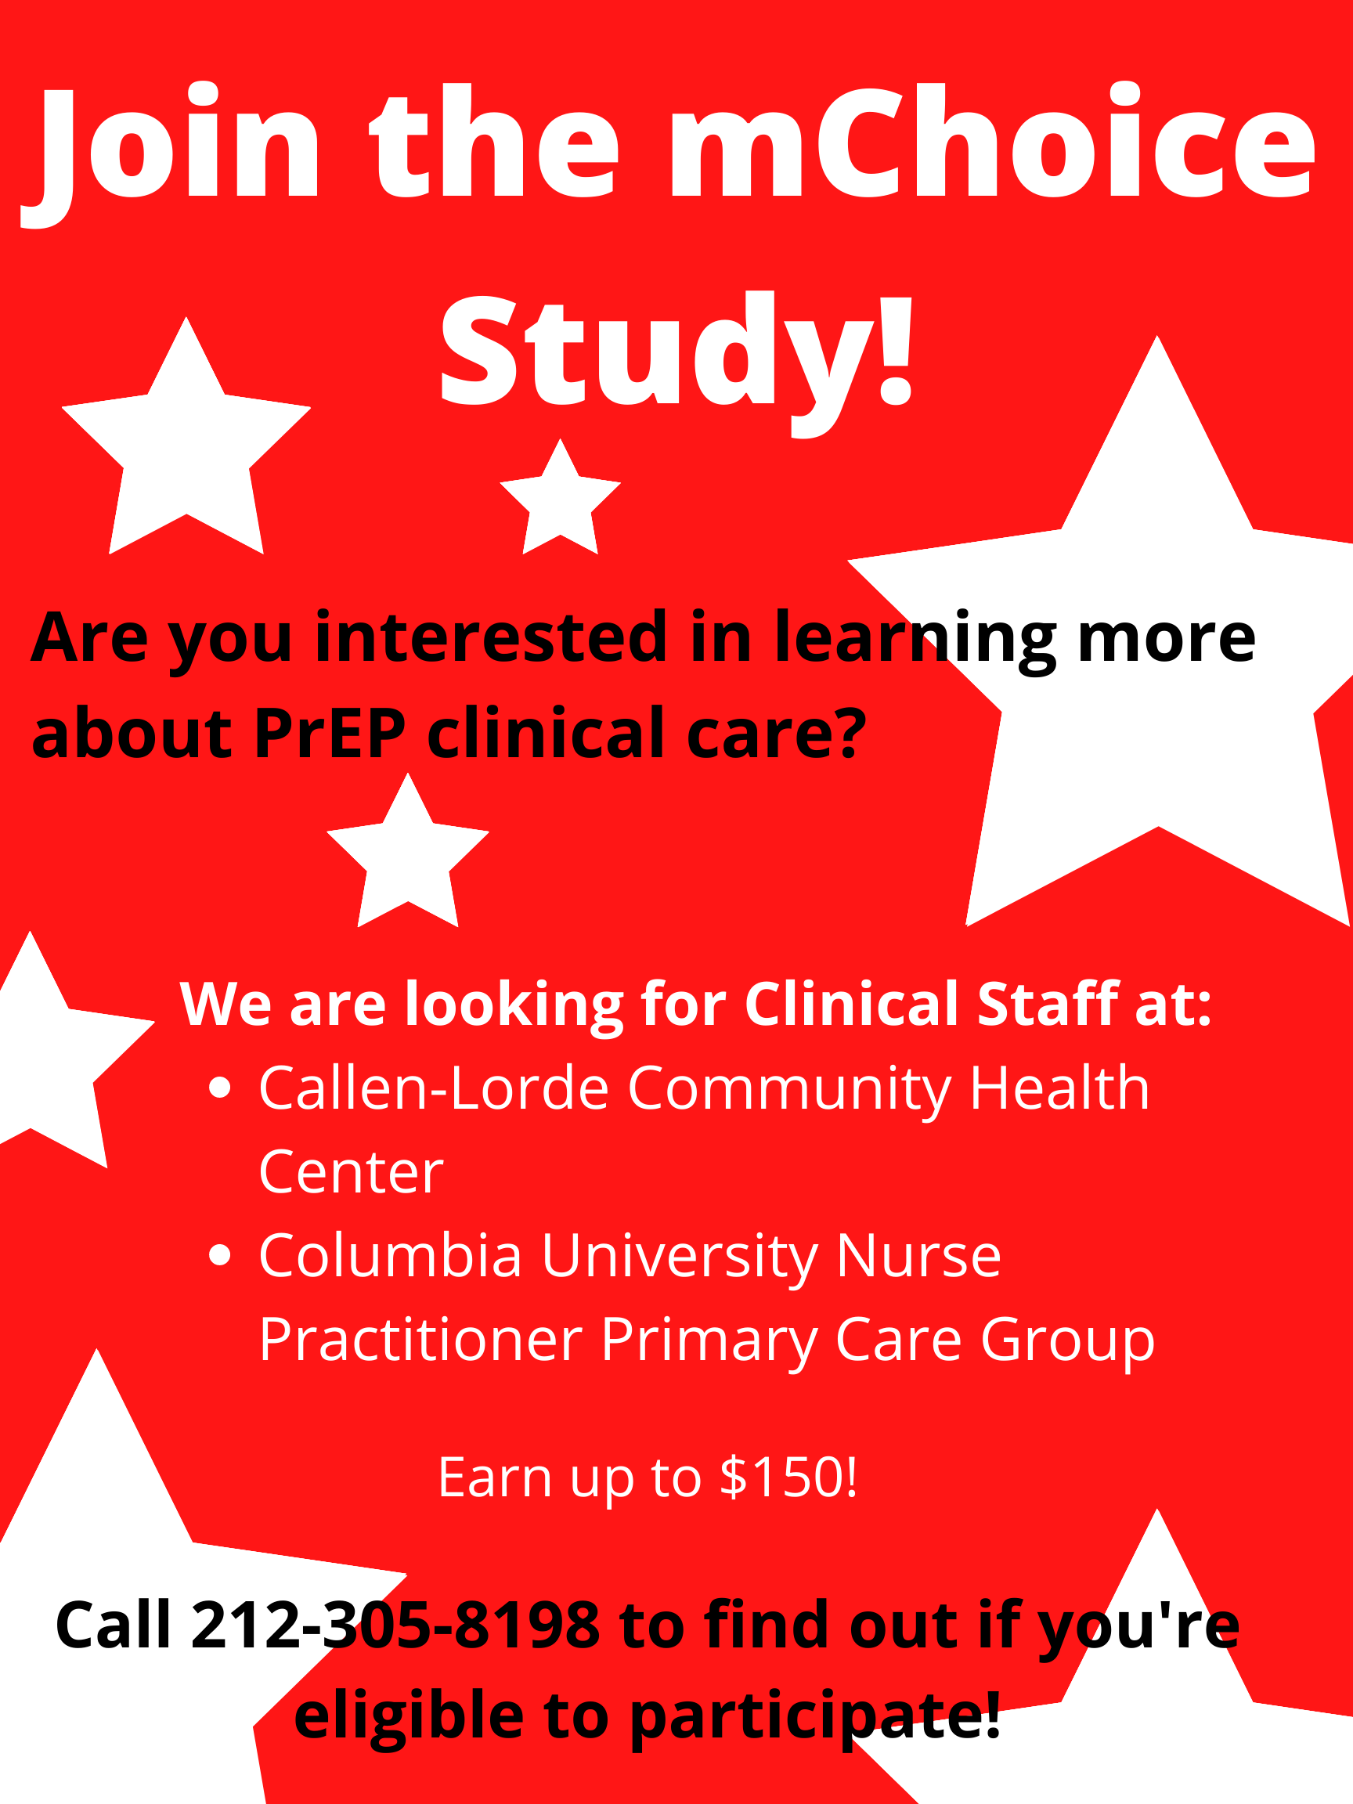 Join the mChoice
Study!
Are you interested in learning more
about PrEP clinical care?
We are looking for Clinical Staff at:
• Callen-Lorde Community Health
Center
• Columbia University Nurse
Practitioner Primary Care Group
Earn up to $150!
Call 212-305-8198 to find out if you're
eligible to participate!